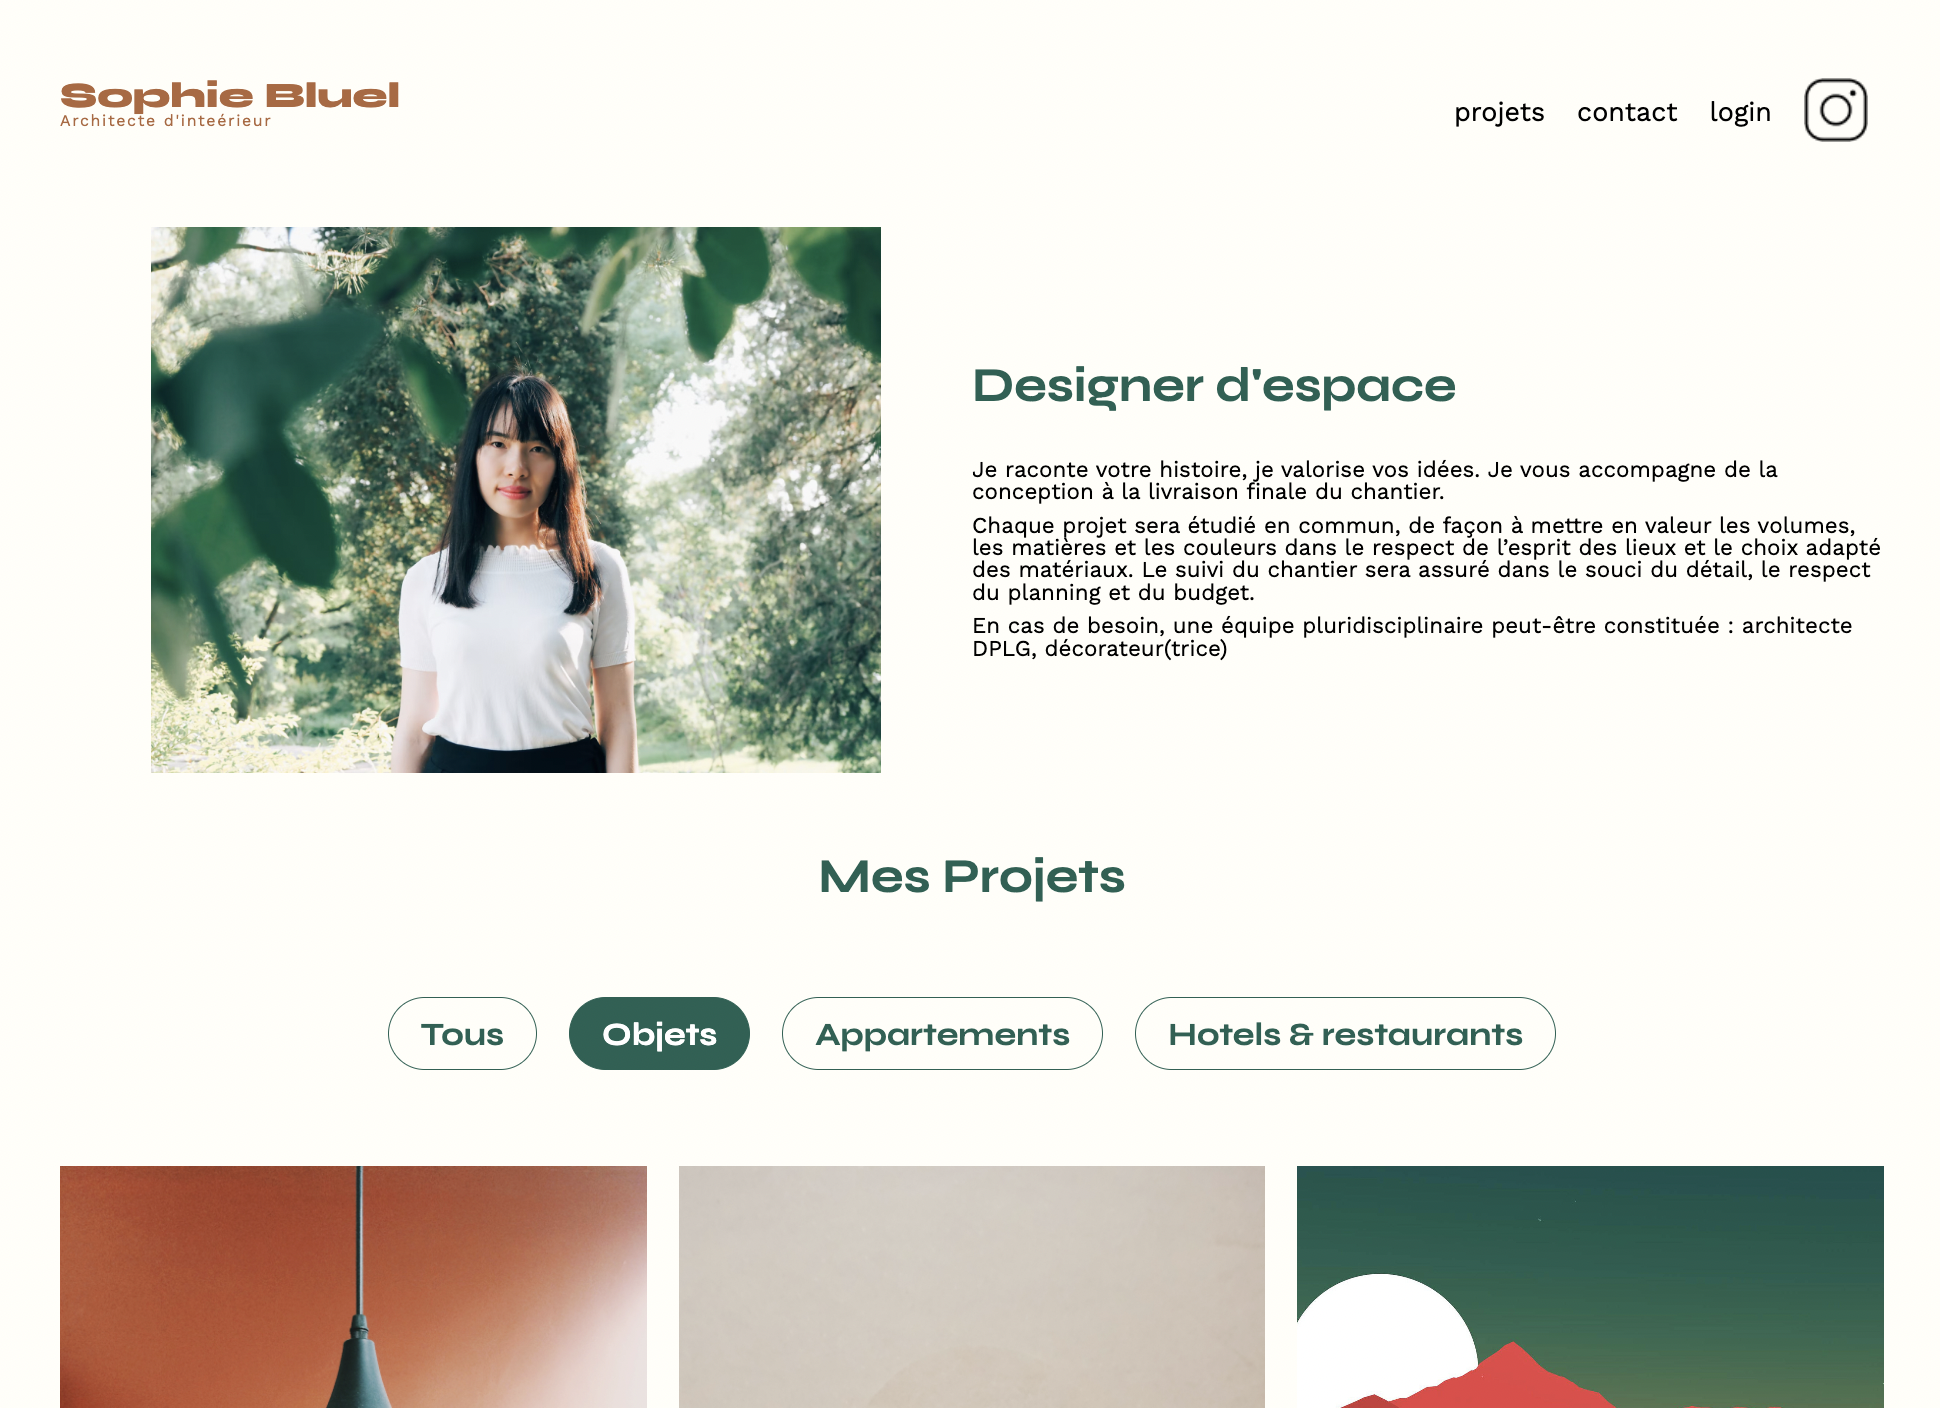 Sophie Bluel
Architecte d'inteérieur
projets contact login
Designer d'espace
Je raconte votre histoire, je valorise vos idées. Je vous accompagne de la
conception à la livraison finale du chantier.
Chaque projet sera étudié en commun, de façon à mettre en valeur les volumes,
les matières et les couleurs dans le respect de l’esprit des lieux et le choix adapté
des matériaux. Le suivi du chantier sera assuré dans le souci du détail, le respect
du planning et du budget.
En cas de besoin, une équipe pluridisciplinaire peut-être constituée : architecte
DPLG, décorateur(trice)
Mes Projets
Tous Objets Appartements Hotels & restaurants